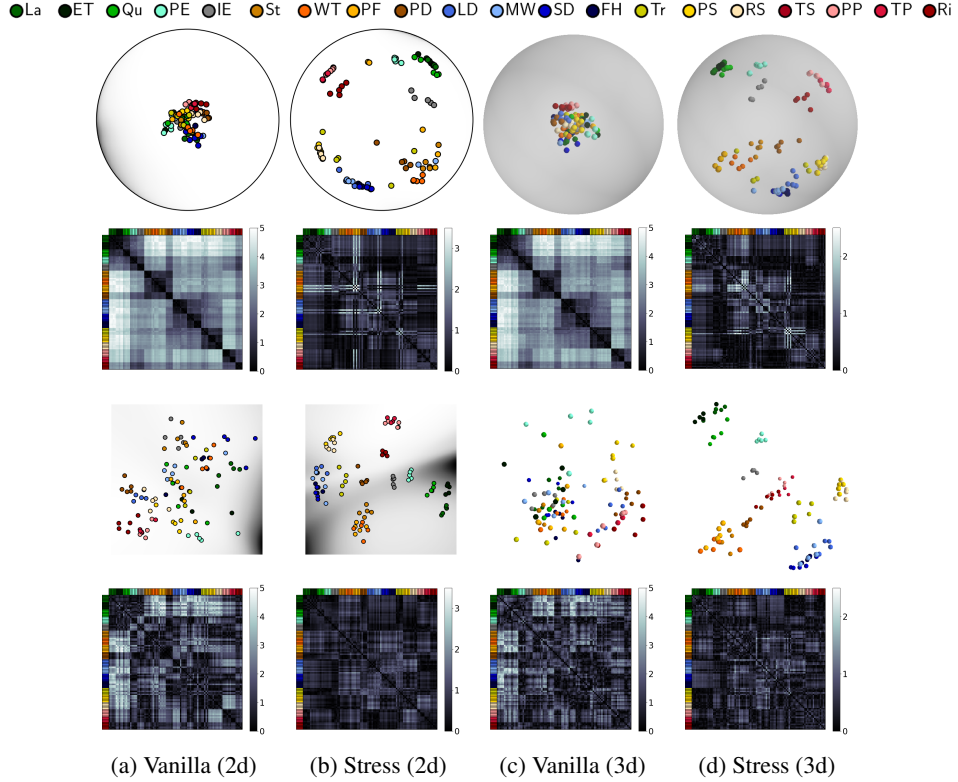 La ET Qu PE IE St WT PF PD LD MW SD FH Tr PS RS TS PP TP Ri
5 4 3 2 1 0
3 2 1 0
5 4 3 2 1 0
2 1 0
5 4 3 2 1 0
3 2 1 0
5 4 3 2 1 0
2 1 0
(a) Vanilla (2d) (b) Stress (2d) (c) Vanilla (3d) (d) Stress (3d)